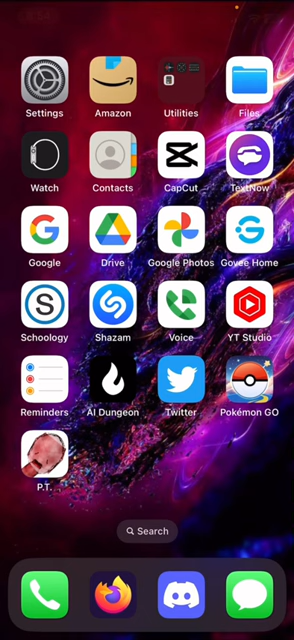 Settings
Amazon
Utilities
Files
Watch
Contacts
CapCut
TextNow
Google
Drive
Google Photos
Govee Home
S
Schoology
Shazam
Voice
YT Studio
Reminders
AI Dungeon
Twitter
Pokémon GO
P.T.
Search